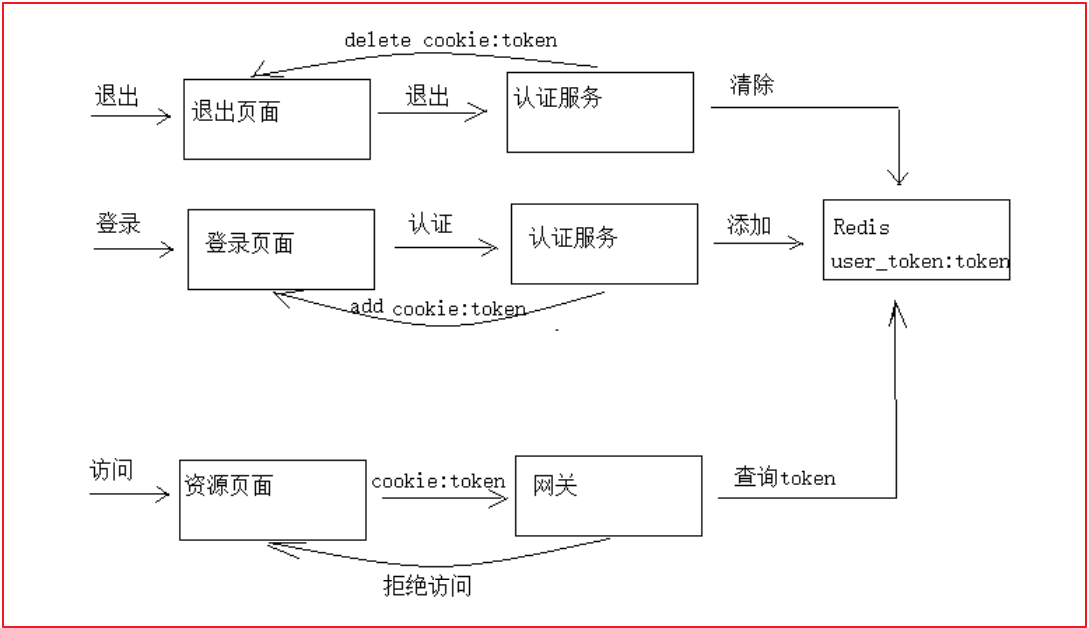 delete cookie:token
退出
退出页面
退出
认证服务
清除
登录
登录页面
认证
认证服务
添加
Redis
user_token:token
add cookie:token
访问
资源页面
cookie:token
网关
查询token
拒绝访问